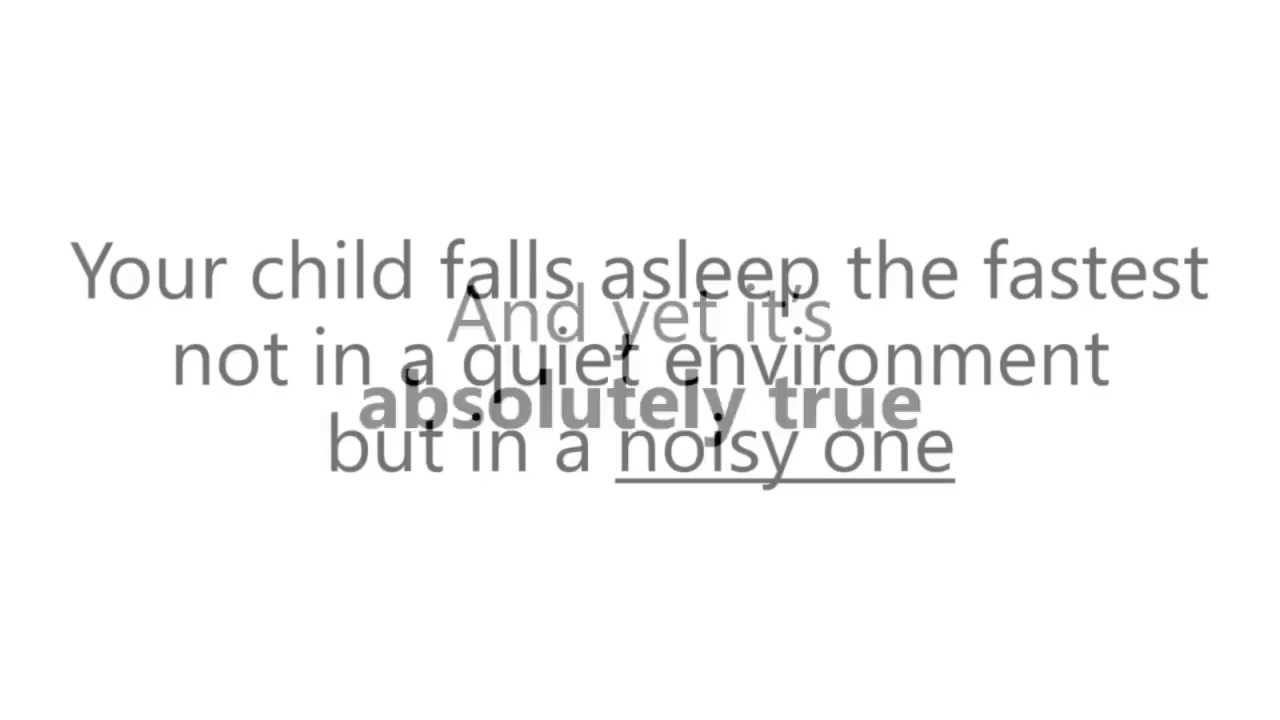 Your child falls asleep the fastest
not in a quiet environment
but in a noisy one
And yet it's
absolutely true